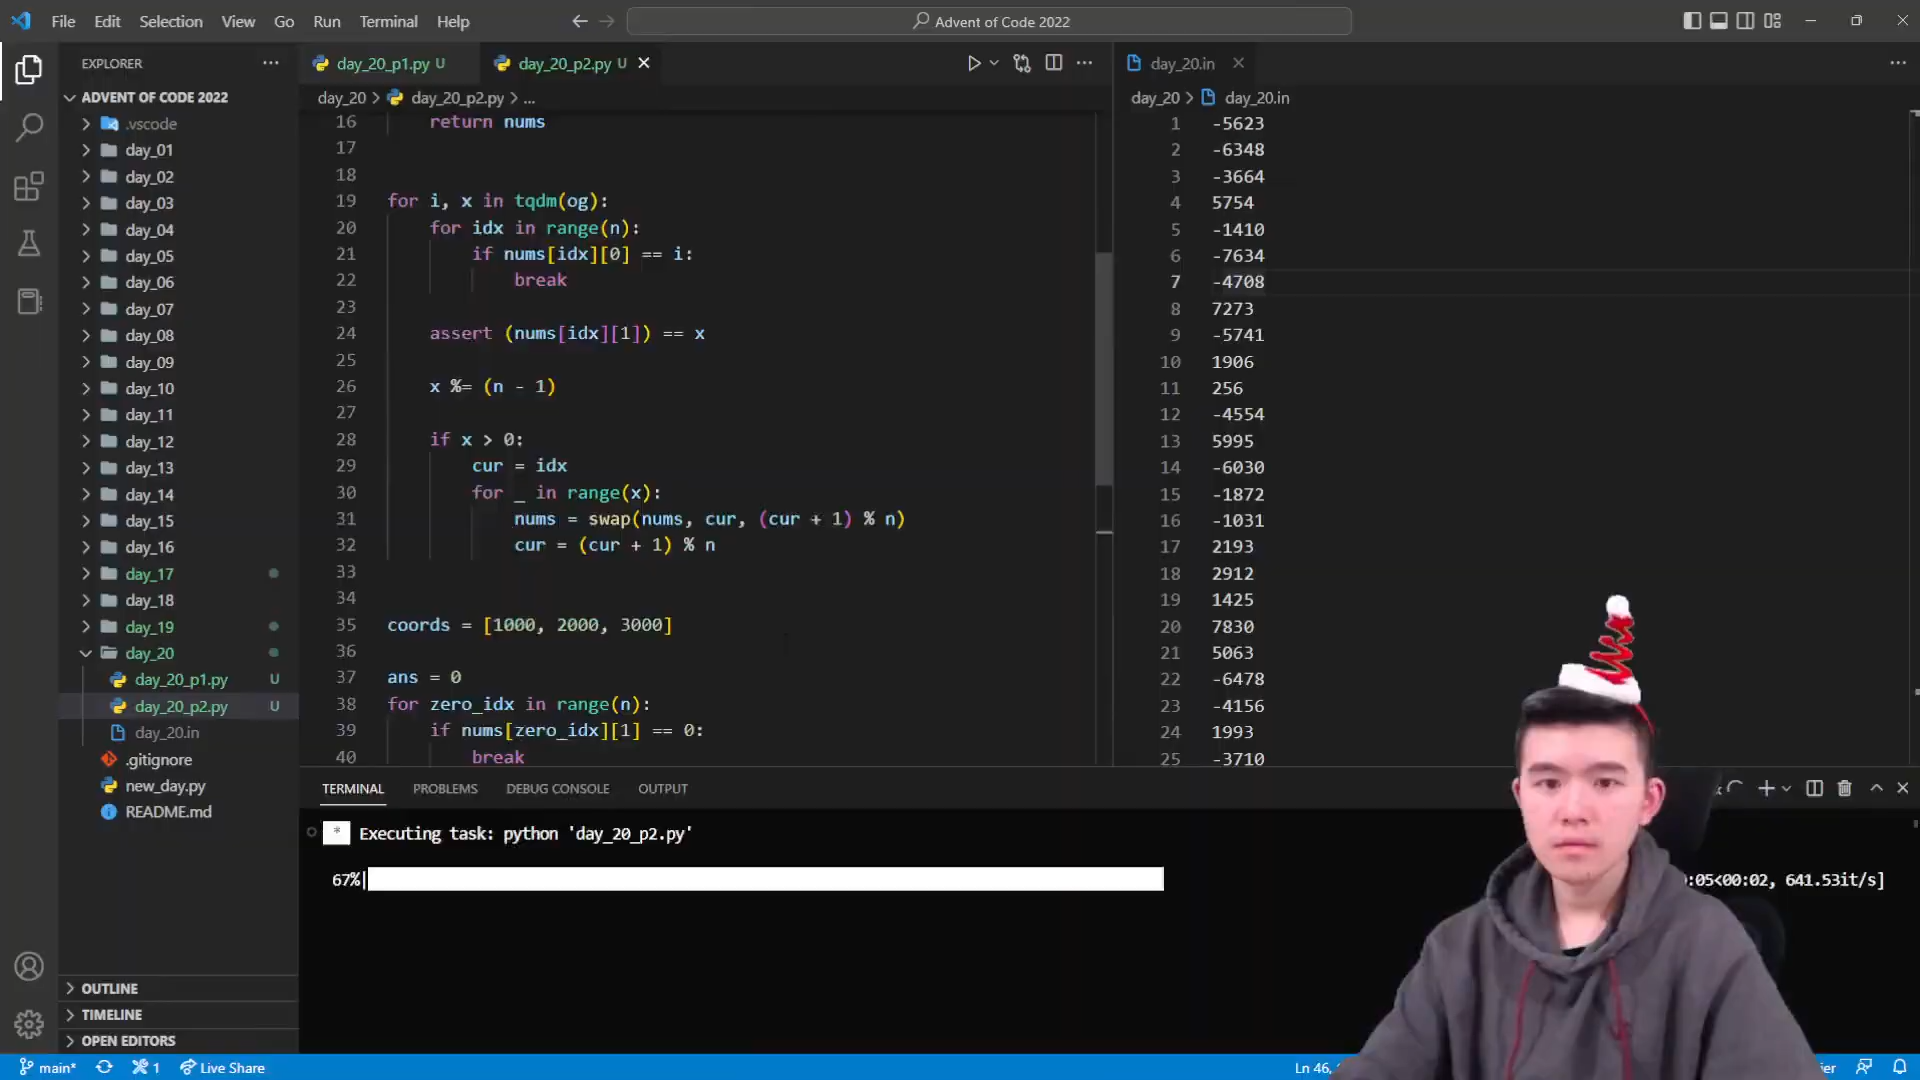 File Edit Selection View Go Run Terminal Help
Advent of Code 2022
EXPLORER
ADVENT OF CODE 2022
.vscode
day_01
day_02
day_03
day_04
day_05
day_06
day_07
day_08
day_09
day_10
day_11
day_12
day_13
day_14
day_15
day_16
day_17
day_18
day_19
day_20
day_20_p1.py U
day_20_p2.py U
day_20.in
.gitignore
new_day.py
README.md
OUTLINE
TIMELINE
OPEN EDITORS
day_20_p1.py U
day_20_p2.py U
day_20 > day_20_p2.py > ...
16 return nums
17
18
19 for i, x in tqdm(og):
20 for idx in range(n):
21 if nums[idx][0] == i:
22 break
23
24 assert (nums[idx][1]) == x
25
26 x %= (n - 1)
27
28 if x > 0:
29 cur = idx
30 for _ in range(x):
31 nums = swap(nums, cur, (cur + 1) % n)
32 cur = (cur + 1) % n
33
34
35 coords = [1000, 2000, 3000]
36
37 ans = 0
38 for zero_idx in range(n):
39 if nums[zero_idx][1] == 0:
40 break
day_20.in
day_20 > day_20.in
1 -5623
2 -6348
3 -3664
4 5754
5 -1410
6 -7634
7 -4708
8 7273
9 -5741
10 1906
11 256
12 -4554
13 5995
14 -6030
15 -1872
16 -1031
17 2193
18 2912
19 1425
20 7830
21 5063
22 -6478
23 -4156
24 1993
25 -3710
TERMINAL PROBLEMS DEBUG CONSOLE OUTPUT
* Executing task: python 'day_20_p2.py'
67%| :05<00:02, 641.53it/s]
main* 1 Live Share
Ln 46,